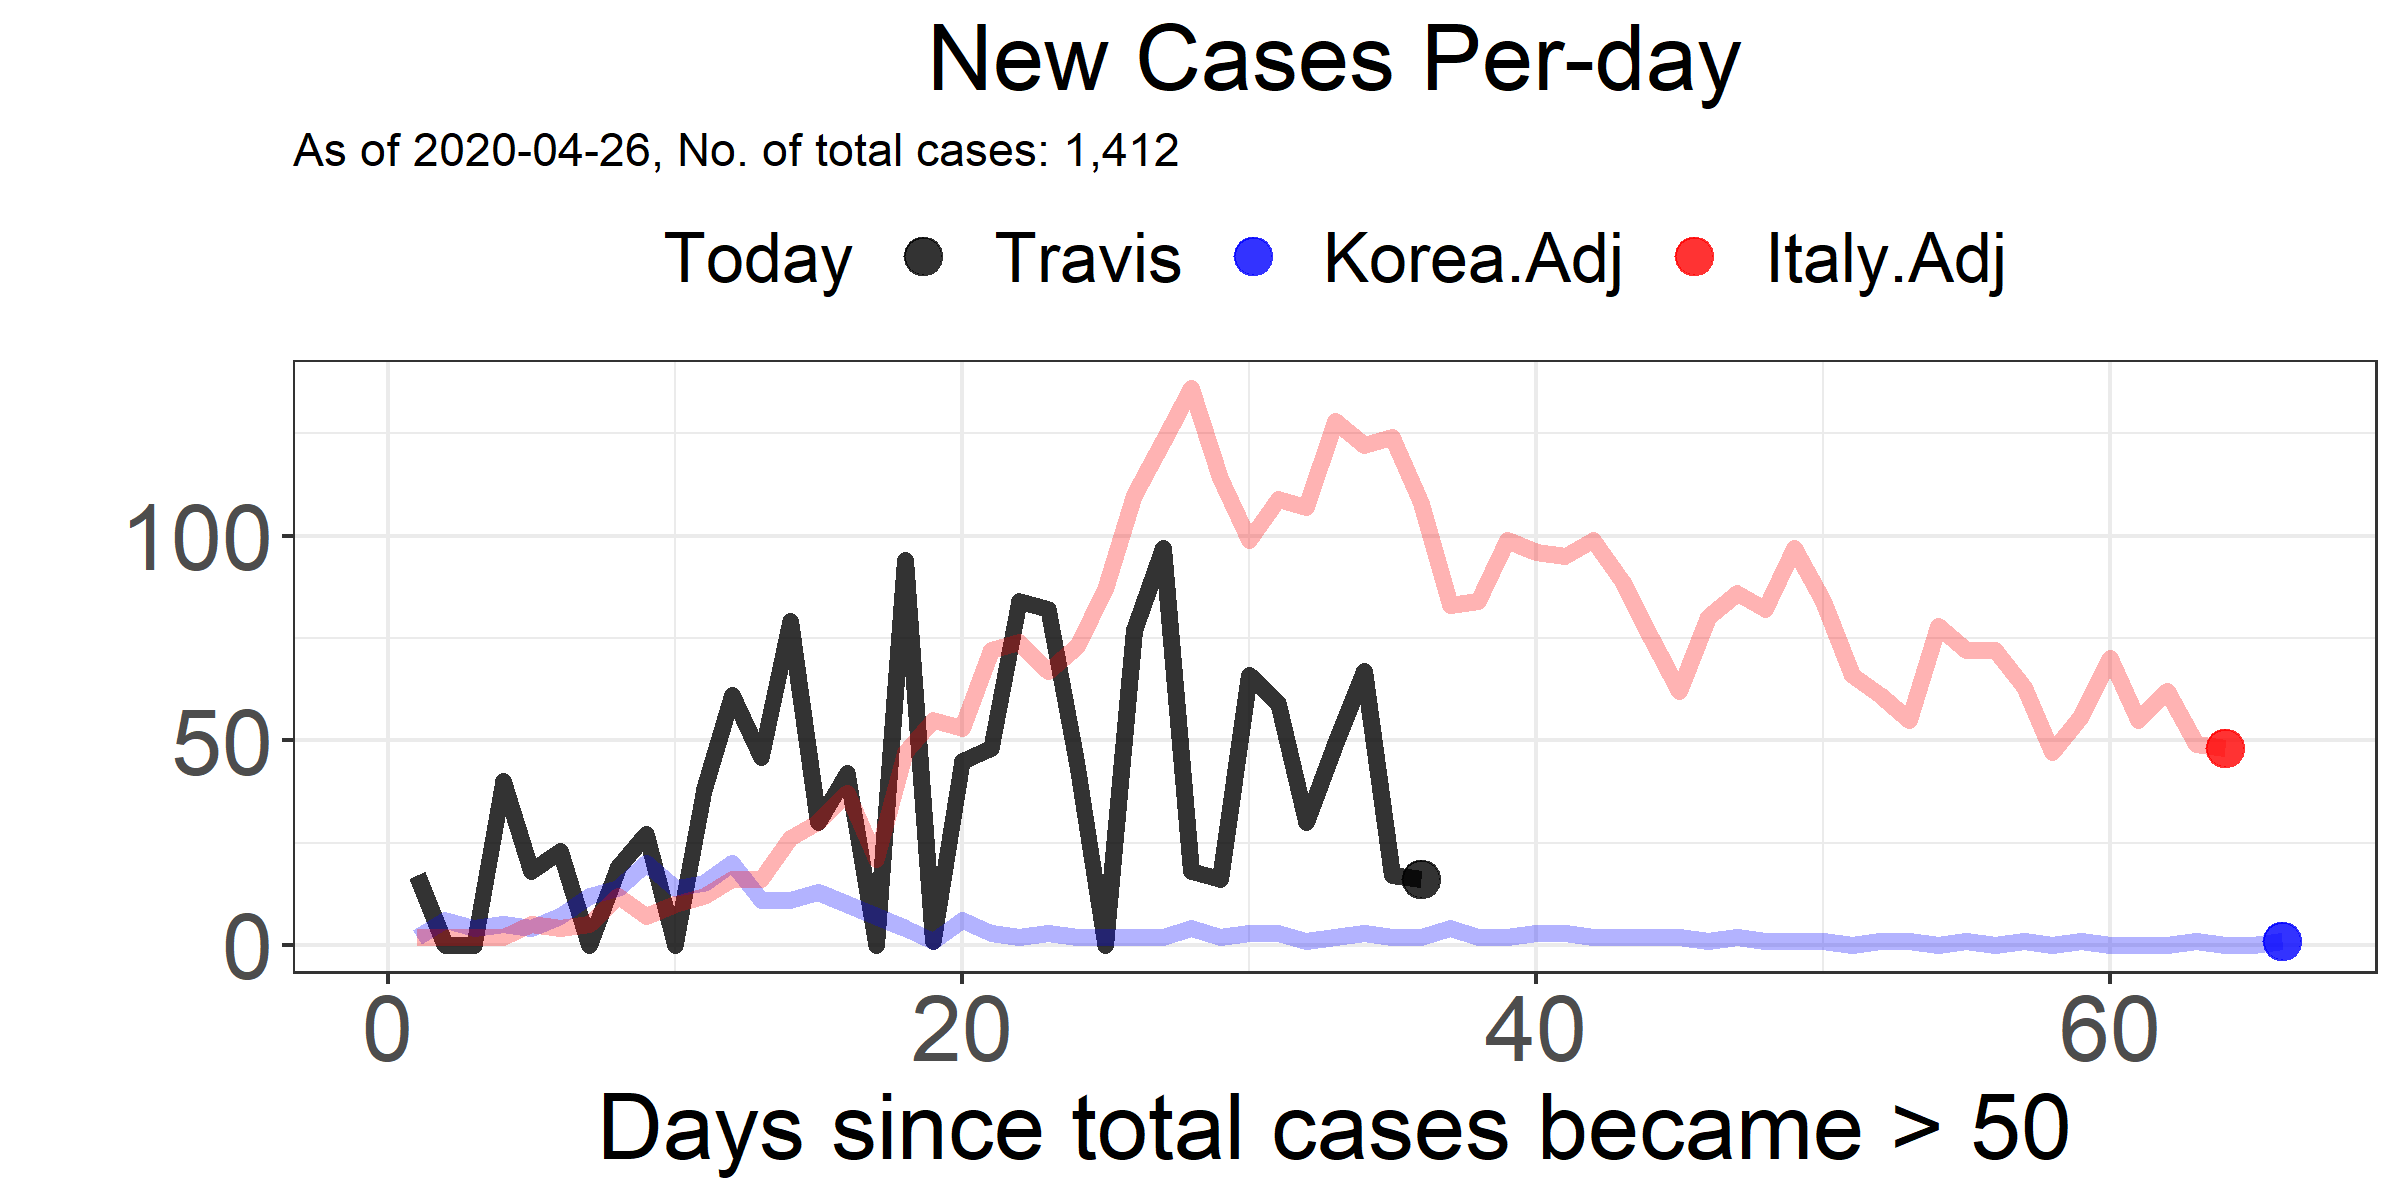 New Cases Per-day
As of 2020-04-26, No. of total cases: 1,412
Today Travis Korea.Adj Italy.Adj
100
50
0
0 20 40 60
Days since total cases became > 50